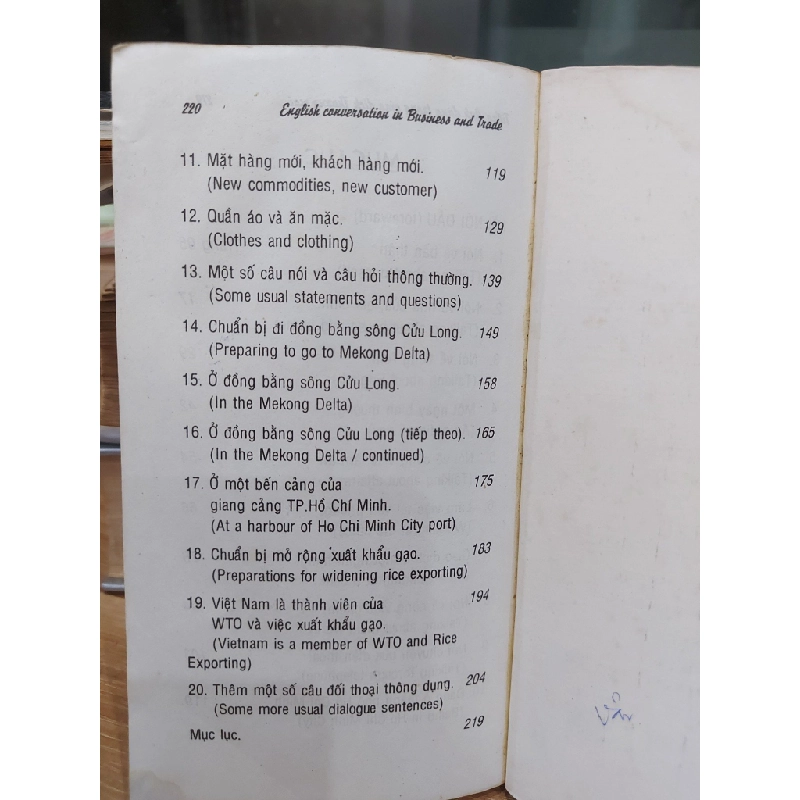 220 English conversation in Business and Trade
11. Mặt hàng mới, khách hàng mới. 119
(New commodities, new customer)
12. Quần áo và ăn mặc. 129
(Clothes and clothing)
13. Một số câu nói và câu hỏi thông thường. 139
(Some usual statements and questions)
14. Chuẩn bị đi đồng bằng sông Cửu Long. 149
(Preparing to go to Mekong Delta)
15. Ở đồng bằng sông Cửu Long. 158
(In the Mekong Delta)
16. Ở đồng bằng sông Cửu Long (tiếp theo). 165
(In the Mekong Delta / continued)
17. Ở một bến cảng của 175
giang cảng TP.Hồ Chí Minh.
(At a harbour of Ho Chi Minh City port)
18. Chuẩn bị mở rộng xuất khẩu gạo. 183
(Preparations for widening rice exporting)
19. Việt Nam là thành viên của 194
WTO và việc xuất khẩu gạo.
(Vietnam is a member of WTO and Rice
Exporting)
20. Thêm một số câu đối thoại thông dụng. 204
(Some more usual dialogue sentences)
Mục lục. 219